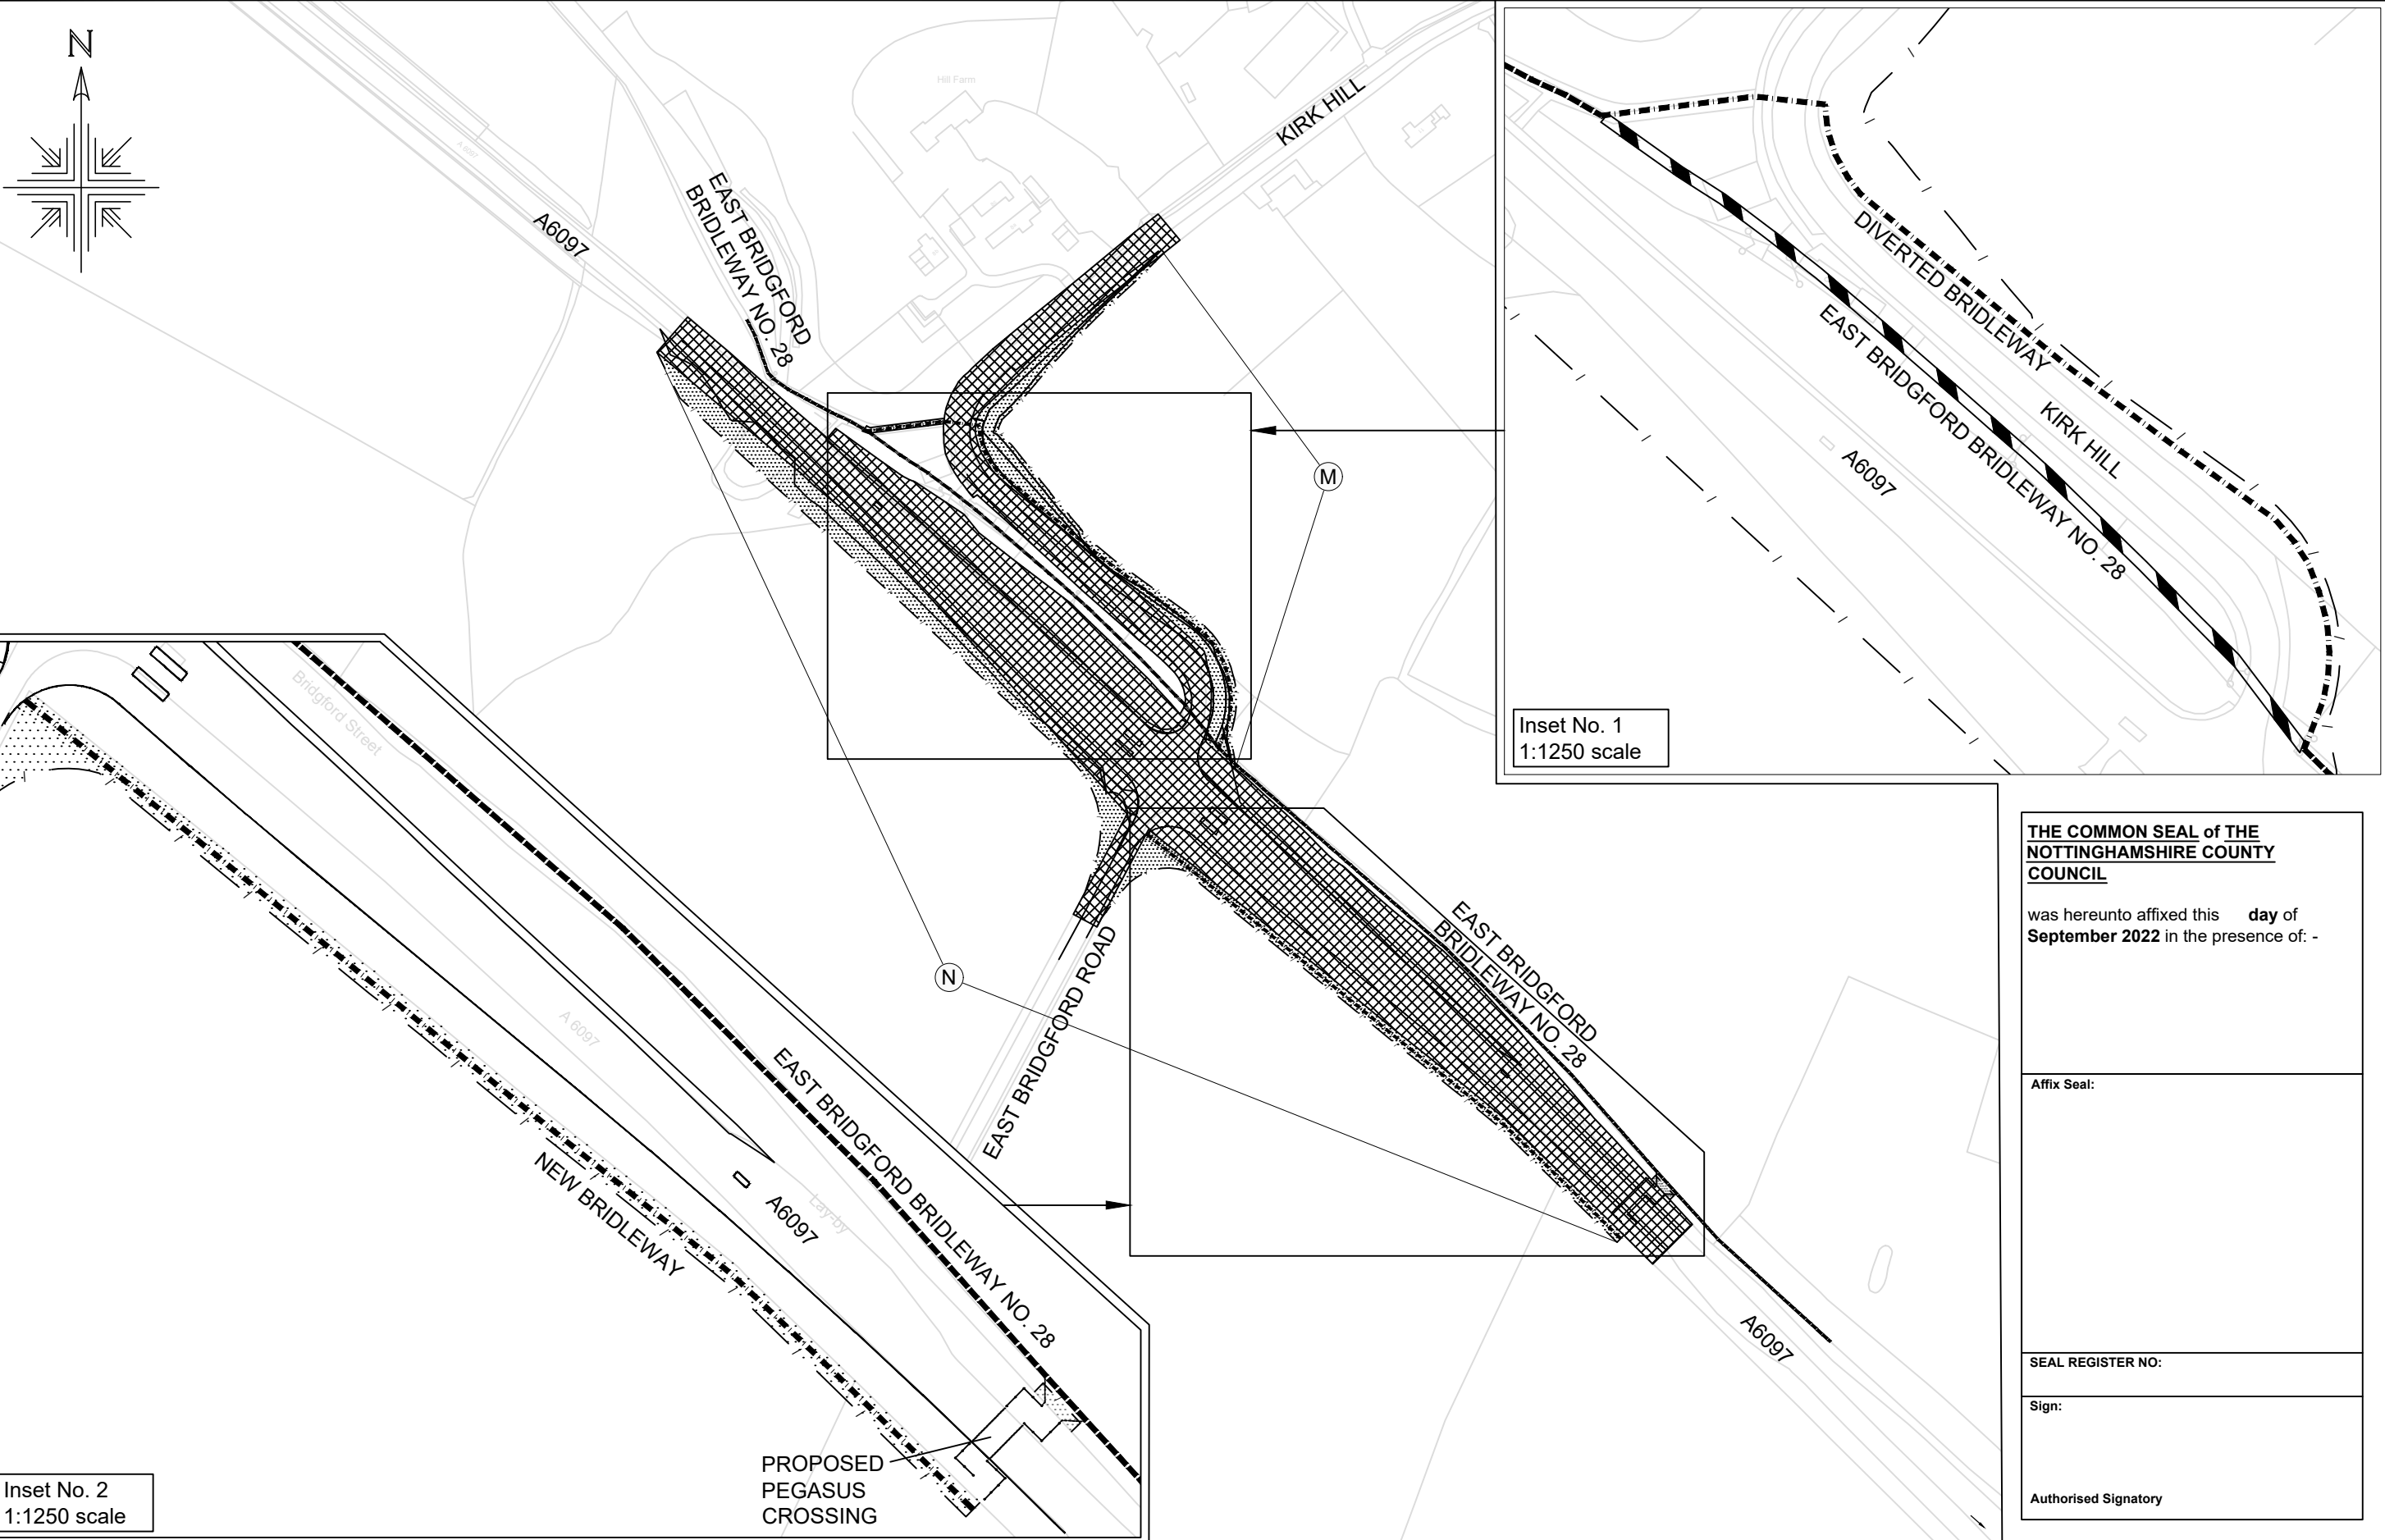 N
Hill Farm
KIRK HILL
A 6097
A6097
EAST BRIDGFORD
BRIDLEWAY NO. 28
M
N
EAST BRIDGFORD ROAD
EAST BRIDGFORD
BRIDLEWAY NO. 28
A6097
DIVERTED BRIDLEWAY
EAST BRIDGFORD BRIDLEWAY NO. 28
KIRK HILL
A6097
Inset No. 1
1:1250 scale
Bridgford Street
A 6097
EAST BRIDGFORD BRIDLEWAY NO. 28
Lay-by
A6097
NEW BRIDLEWAY
PROPOSED
PEGASUS
CROSSING
Inset No. 2
1:1250 scale
THE COMMON SEAL of THE
NOTTINGHAMSHIRE COUNTY
COUNCIL
was hereunto affixed this day of
September 2022 in the presence of: -
Affix Seal:
SEAL REGISTER NO:
Sign:
Authorised Signatory